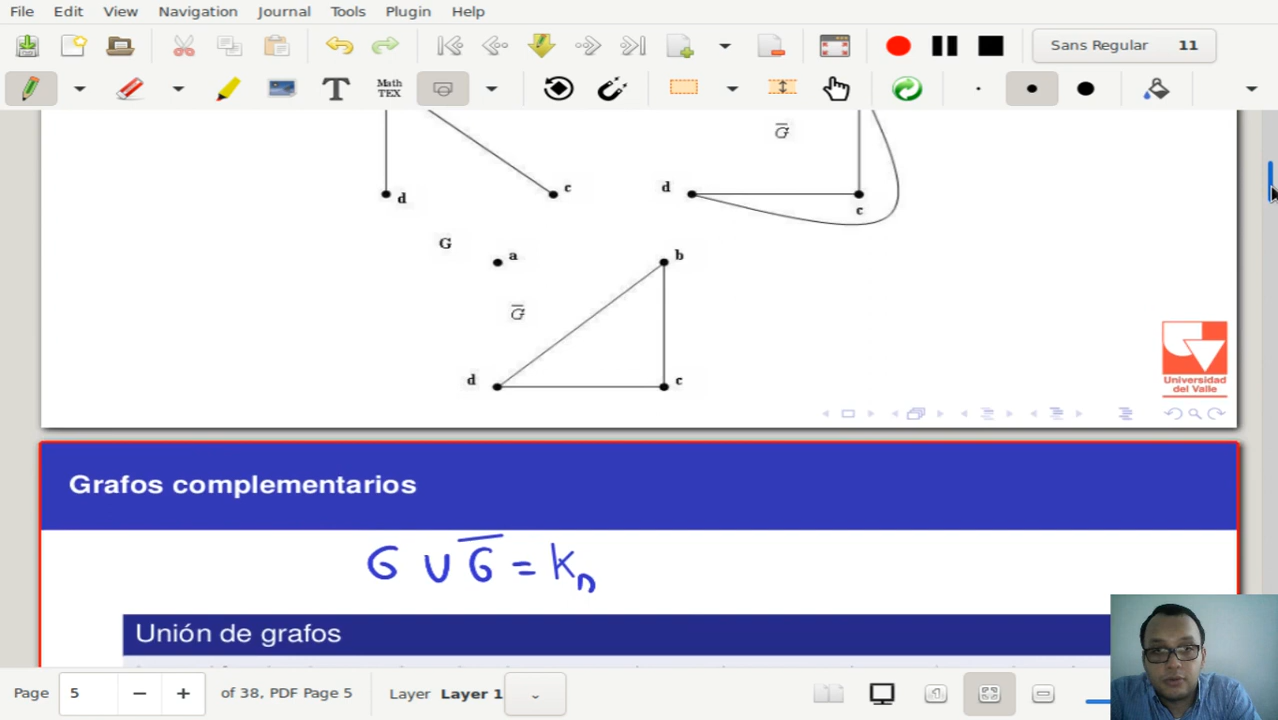 File Edit View Navigation Journal Tools Plugin Help
Sans Regular 11
T Math TEX
G̅
d c
d c
G
a b
G̅
d c
Universidad
del Valle
Grafos complementarios
G ∪ G̅ = Kn
Unión de grafos
Page 5 of 38, PDF Page 5 Layer Layer 1